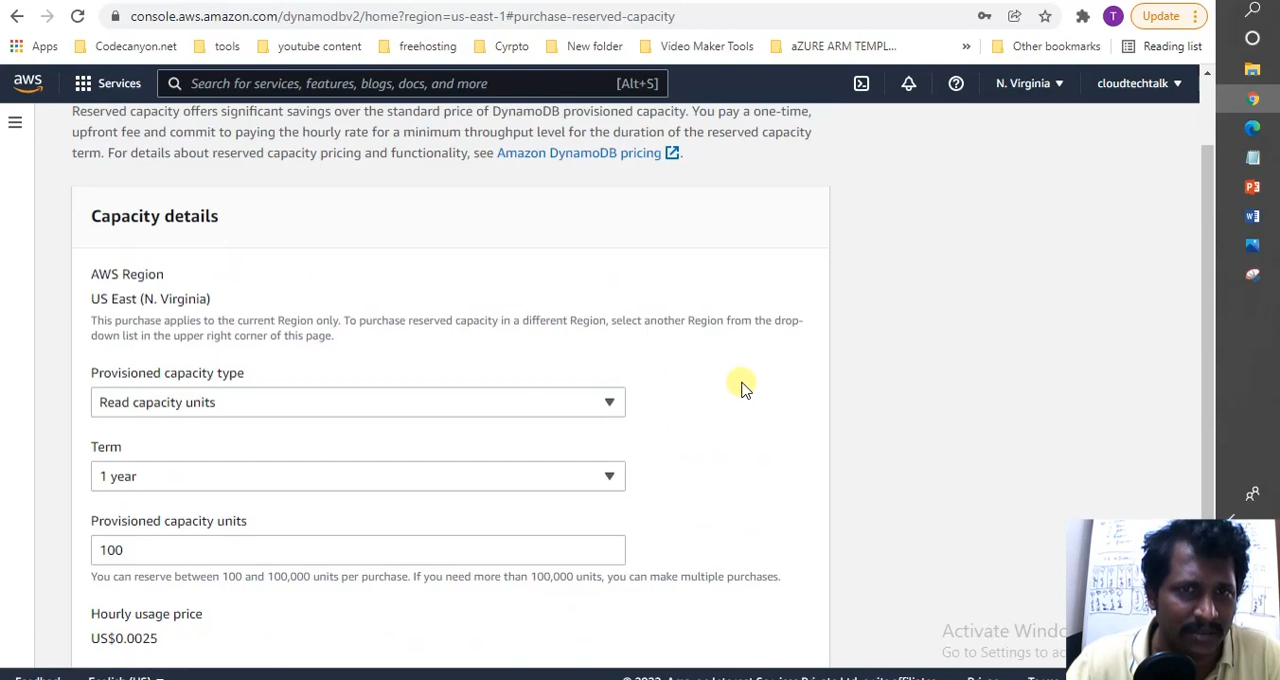 console.aws.amazon.com/dynamodbv2/home?region=us-east-1#purchase-reserved-capacity
T
Update
Apps
Codecanyon.net
tools
youtube content
freehosting
Cyrpto
New folder
Video Maker Tools
aZURE ARM TEMPL...
»
Other bookmarks
Reading list
aws
Services
Search for services, features, blogs, docs, and more
[Alt+S]
N. Virginia
cloudtechtalk
Reserved capacity offers significant savings over the standard price of DynamoDB provisioned capacity. You pay a one-time,
upfront fee and commit to paying the hourly rate for a minimum throughput level for the duration of the reserved capacity
term. For details about reserved capacity pricing and functionality, see Amazon DynamoDB pricing.
Capacity details
AWS Region
US East (N. Virginia)
This purchase applies to the current Region only. To purchase reserved capacity in a different Region, select another Region from the drop-
down list in the upper right corner of this page.
Provisioned capacity type
Read capacity units
Term
1 year
Provisioned capacity units
100
You can reserve between 100 and 100,000 units per purchase. If you need more than 100,000 units, you can make multiple purchases.
Hourly usage price
US$0.0025
Activate Windo
Go to Settings to ac